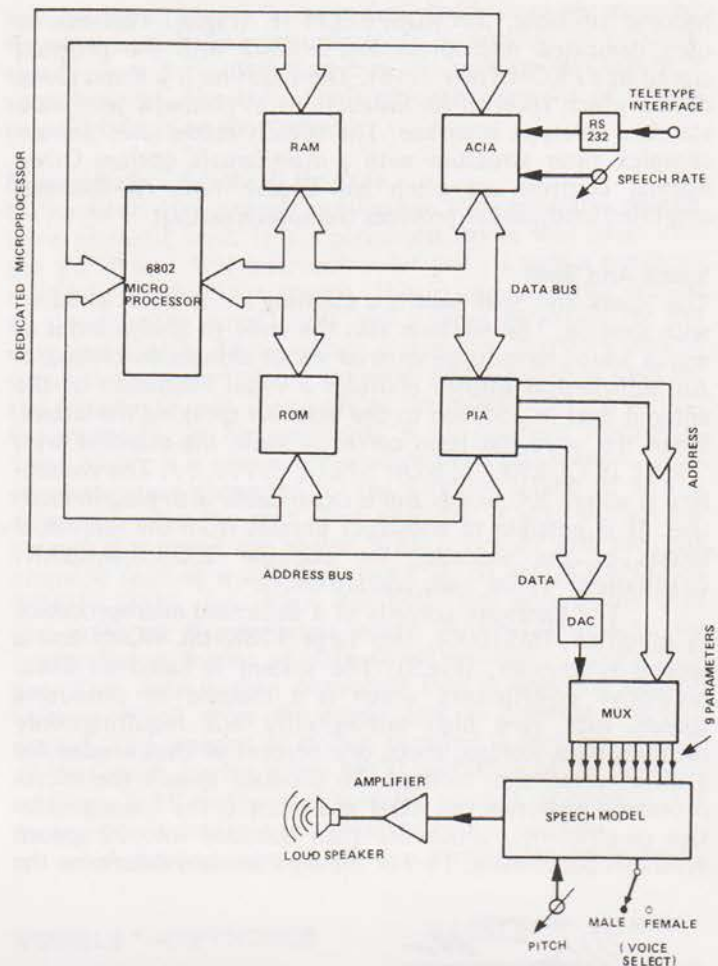 TELETYPE
INTERFACE
RS
232
RAM
ACIA
SPEECH RATE
DEDICATED MICROPROCESSOR
6802
MICRO
PROCESSOR
DATA BUS
ROM
PIA
ADDRESS
ADDRESS BUS
DATA
DAC
9 PARAMETERS
MUX
AMPLIFIER
SPEECH MODEL
LOUD SPEAKER
MALE
FEMALE
PITCH
(VOICE
SELECT)